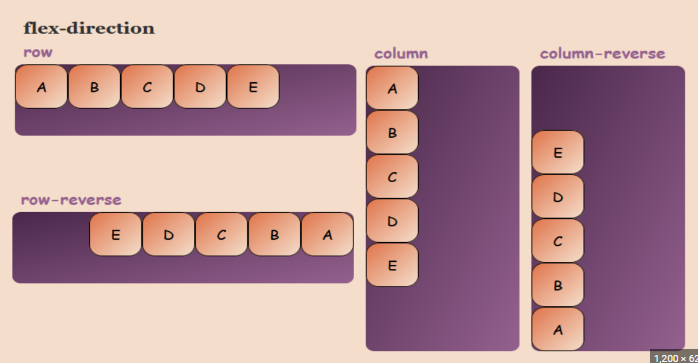 flex-direction
row
A B C D E
row-reverse
E D C B A
column
A
B
C
D
E
column-reverse
E
D
C
B
A